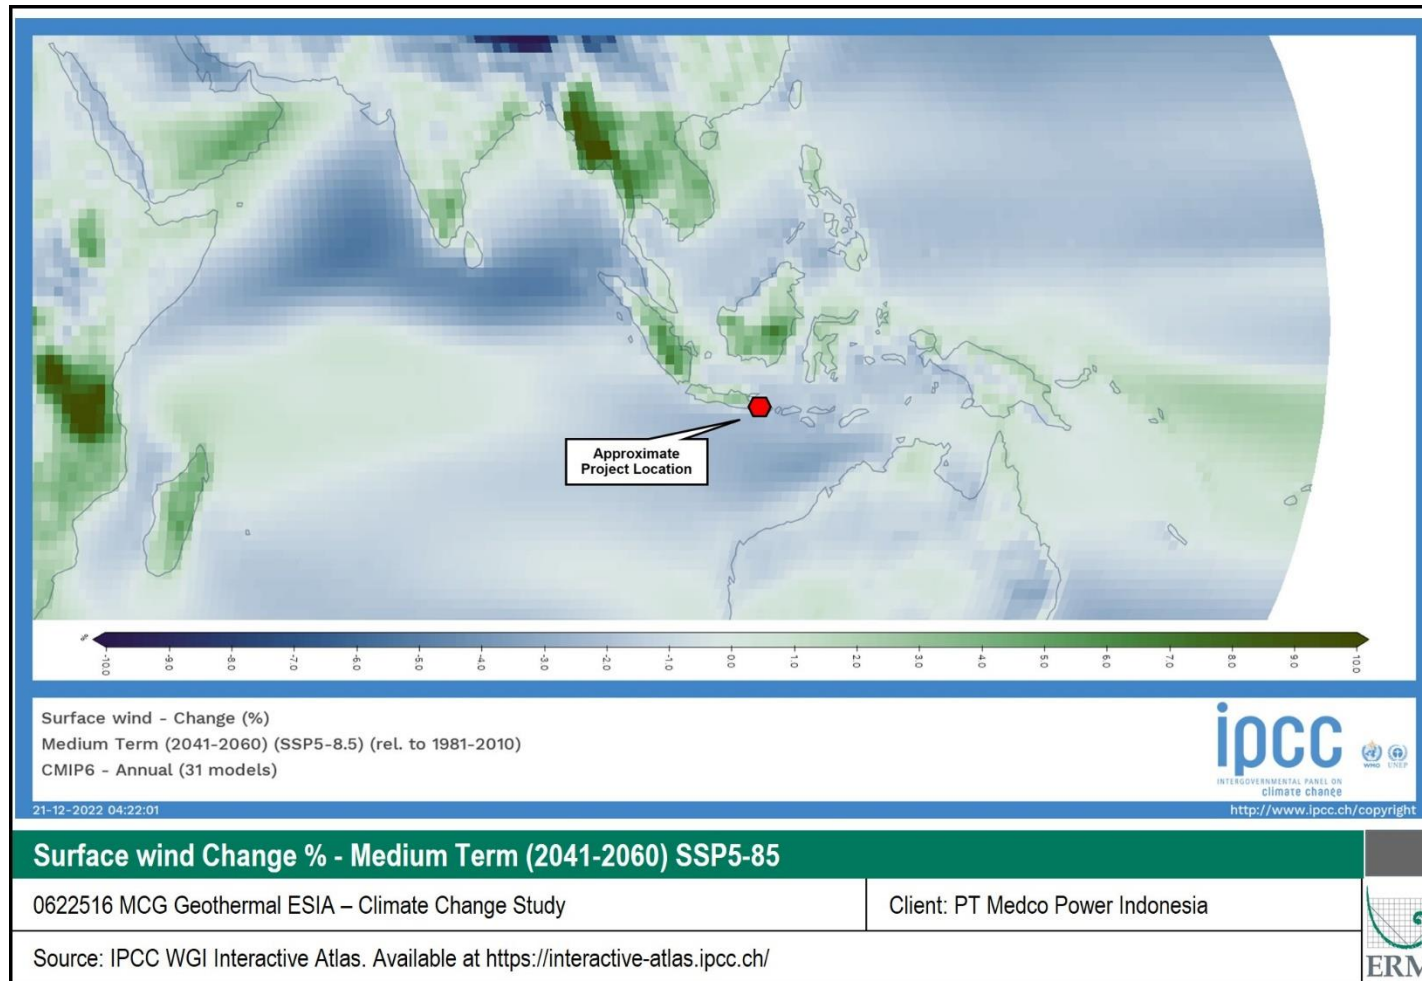 Approximate
Project Location
%
-10.0
-9.0
-8.0
-7.0
-6.0
-5.0
-4.0
-3.0
-2.0
-1.0
0.0
1.0
2.0
3.0
4.0
5.0
6.0
7.0
8.0
9.0
10.0
Surface wind - Change (%)
Medium Term (2041-2060) (SSP5-8.5) (rel. to 1981-2010)
CMIP6 - Annual (31 models)
ipcc
INTERGOVERNMENTAL PANEL ON
climate change
WMO
UNEP
21-12-2022 04:22:01
http://www.ipcc.ch/copyright
Surface wind Change % - Medium Term (2041-2060) SSP5-85
0622516 MCG Geothermal ESIA – Climate Change Study
Client: PT Medco Power Indonesia
Source: IPCC WGI Interactive Atlas. Available at https://interactive-atlas.ipcc.ch/
ERM